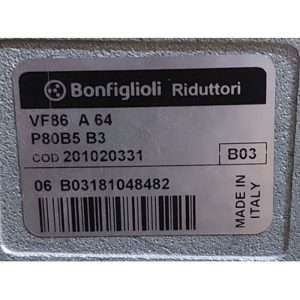 Bonfiglioli Riduttori
VF86 A 64
P80B5 B3
COD 201020331
B03
06 B03181048482
MADE IN
ITALY